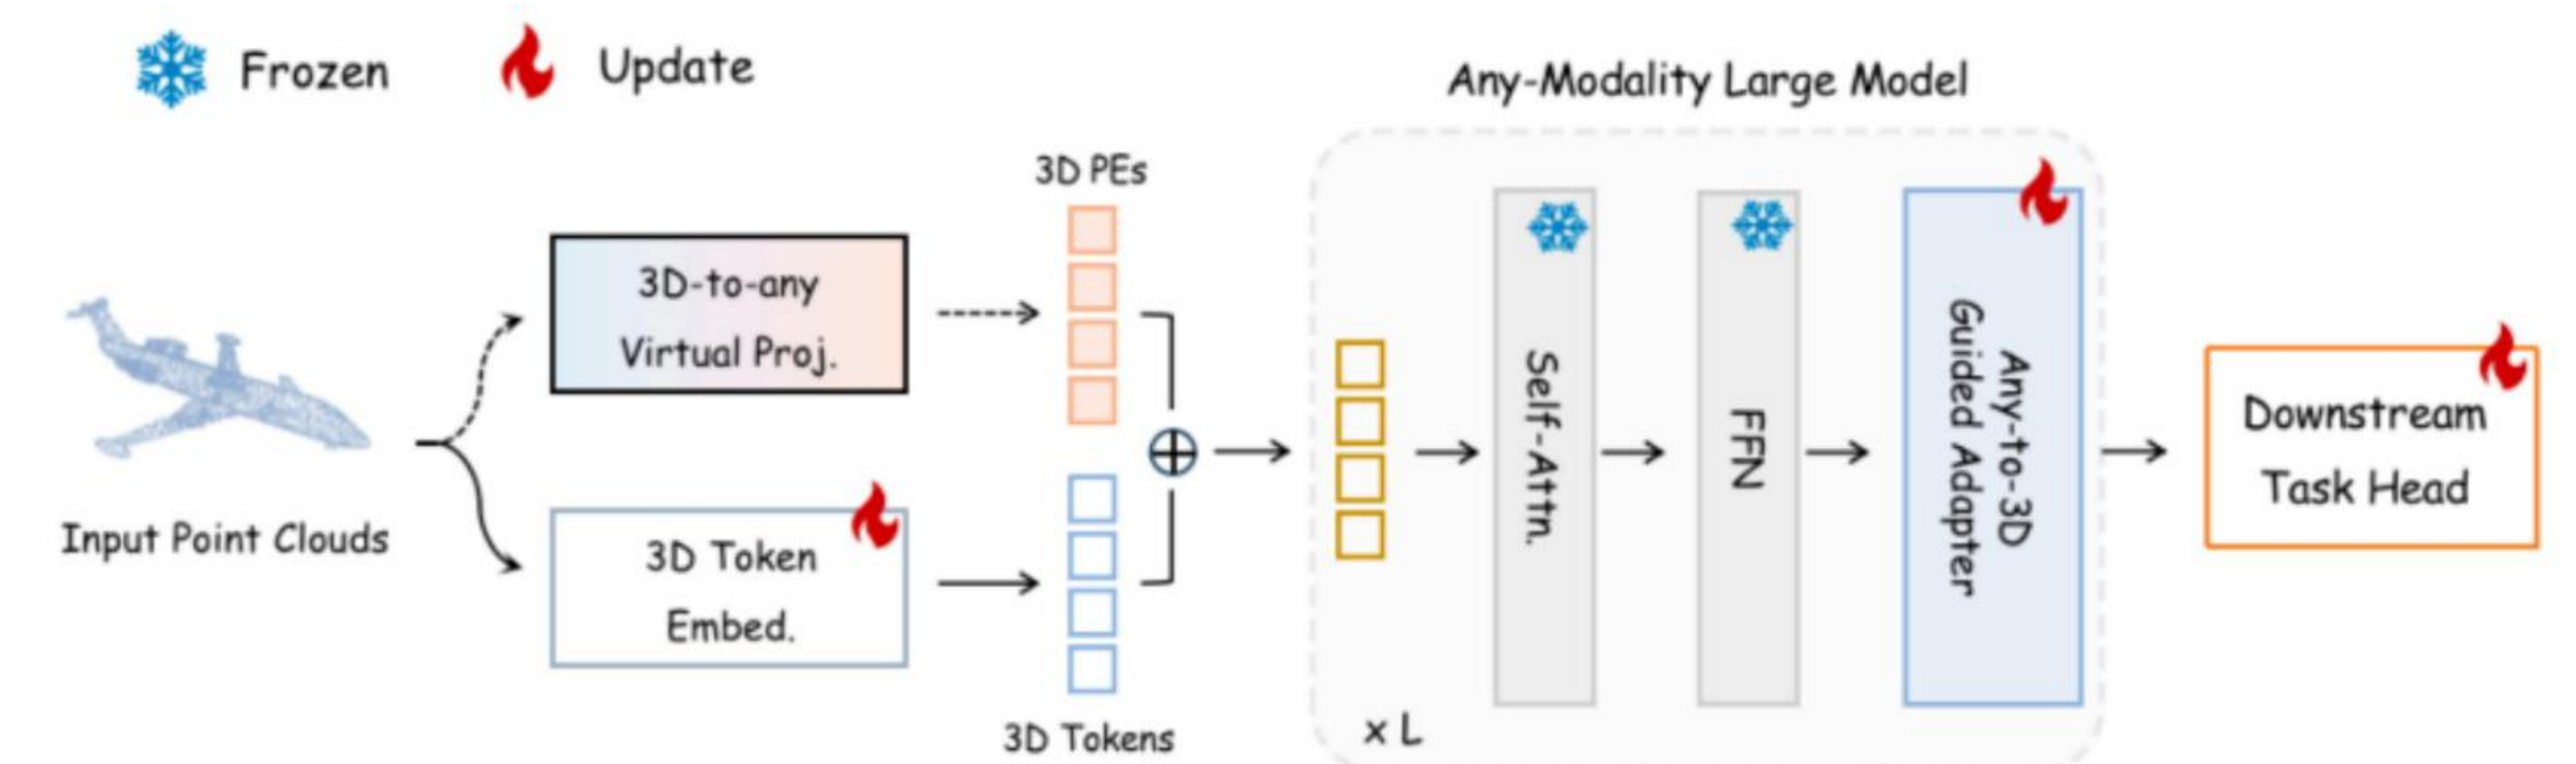 Frozen
Update
Any-Modality Large Model
3D PEs
3D-to-any
Virtual Proj.
Input Point Clouds
3D Token
Embed.
3D Tokens
x L
Self-Attn.
FFN
Any-to-3D
Guided Adapter
Downstream
Task Head